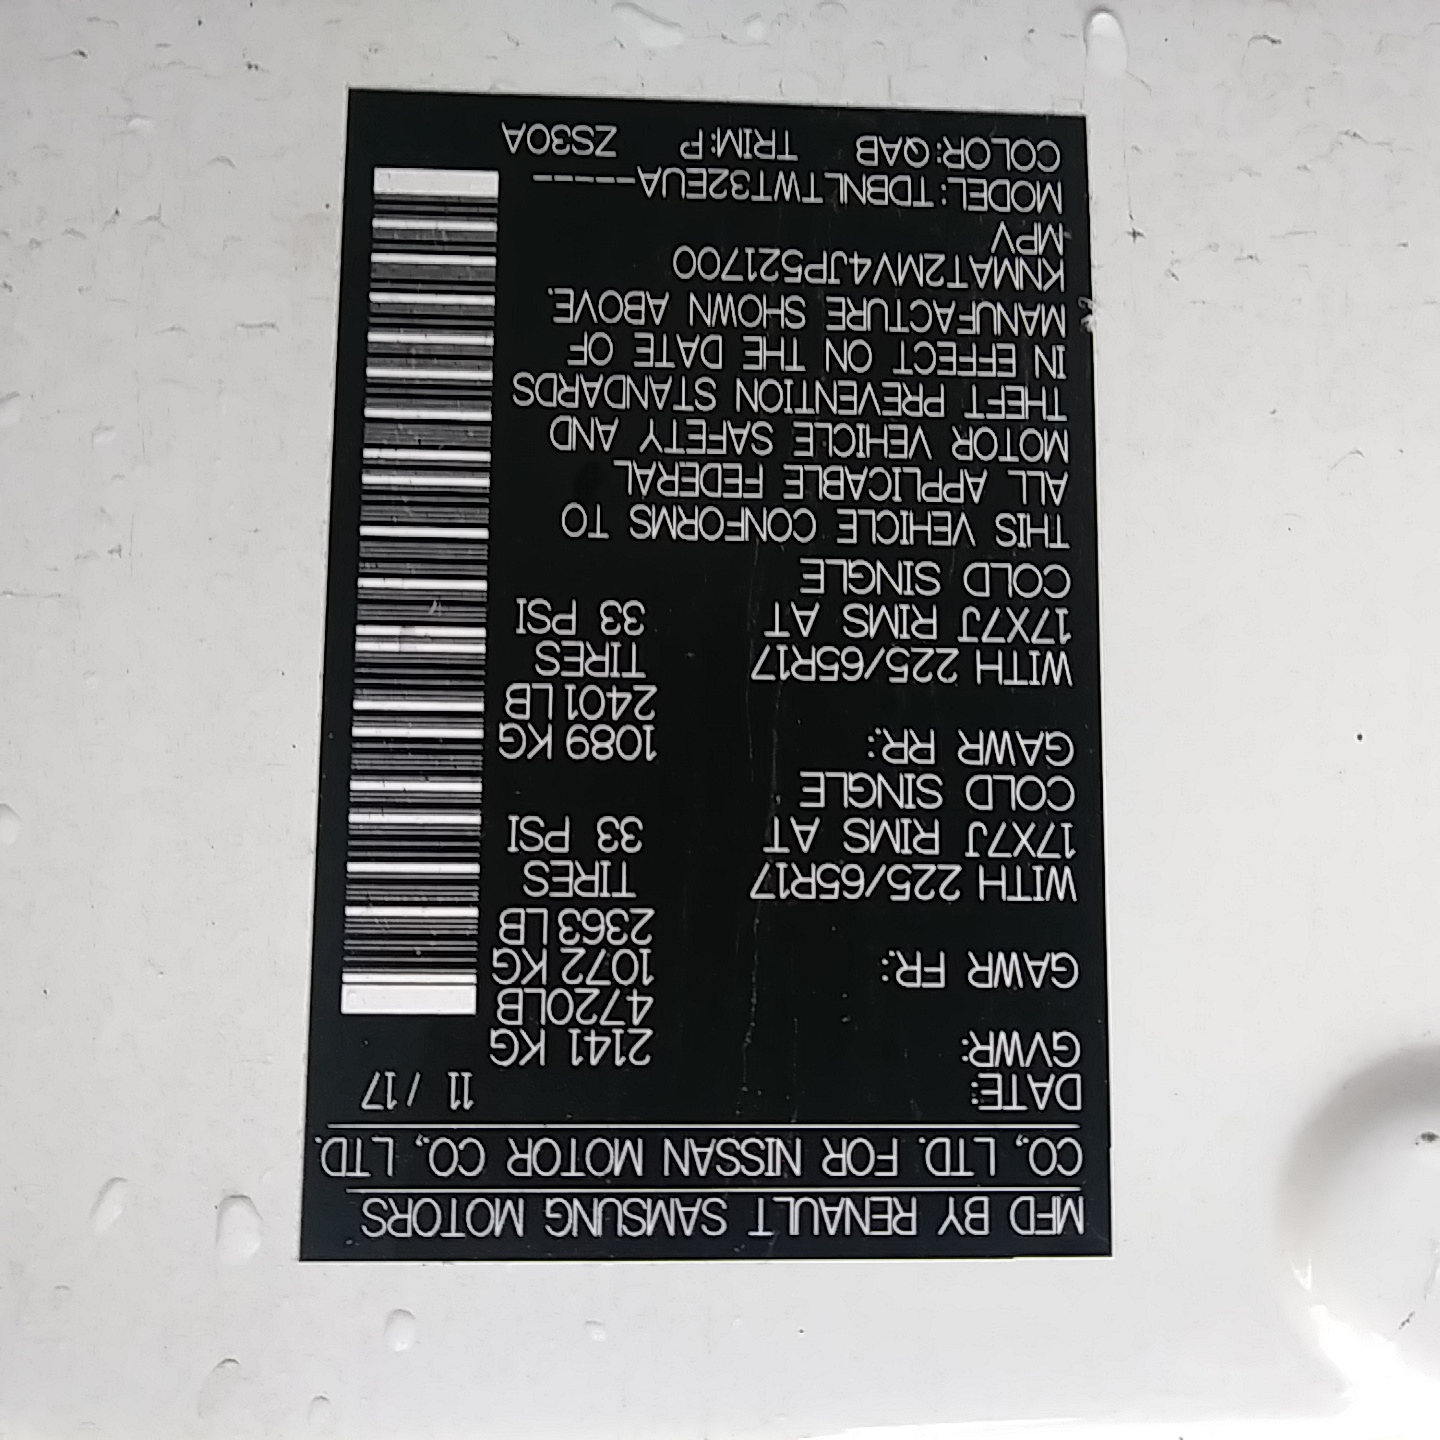 MFD BY RENAULT SAMSUNG MOTORS
CO., LTD. FOR NISSAN MOTOR CO., LTD.
DATE: 11 / 17
GVWR: 2141 KG
4720LB
GAWR FR: 1072 KG
2363LB
WITH 225/65R17 TIRES
17X7J RIMS AT 33 PSI
COLD SINGLE
GAWR RR: 1089 KG
2401LB
WITH 225/65R17 TIRES
17X7J RIMS AT 33 PSI
COLD SINGLE
THIS VEHICLE CONFORMS TO
ALL APPLICABLE FEDERAL
MOTOR VEHICLE SAFETY AND
THEFT PREVENTION STANDARDS
IN EFFECT ON THE DATE OF
MANUFACTURE SHOWN ABOVE.
KNMAT2MV4JP521700
MPV
MODEL: TDBNLTWT32EUA-----
COLOR:QAB TRIM:P ZS30A